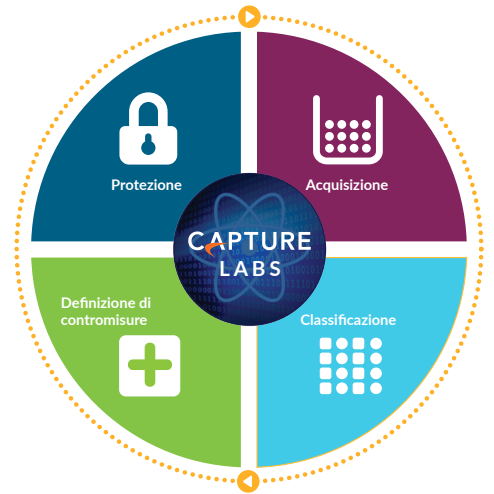 Protezione
Acquisizione
CAPTURE
LABS
Definizione di
contromisure
Classificazione